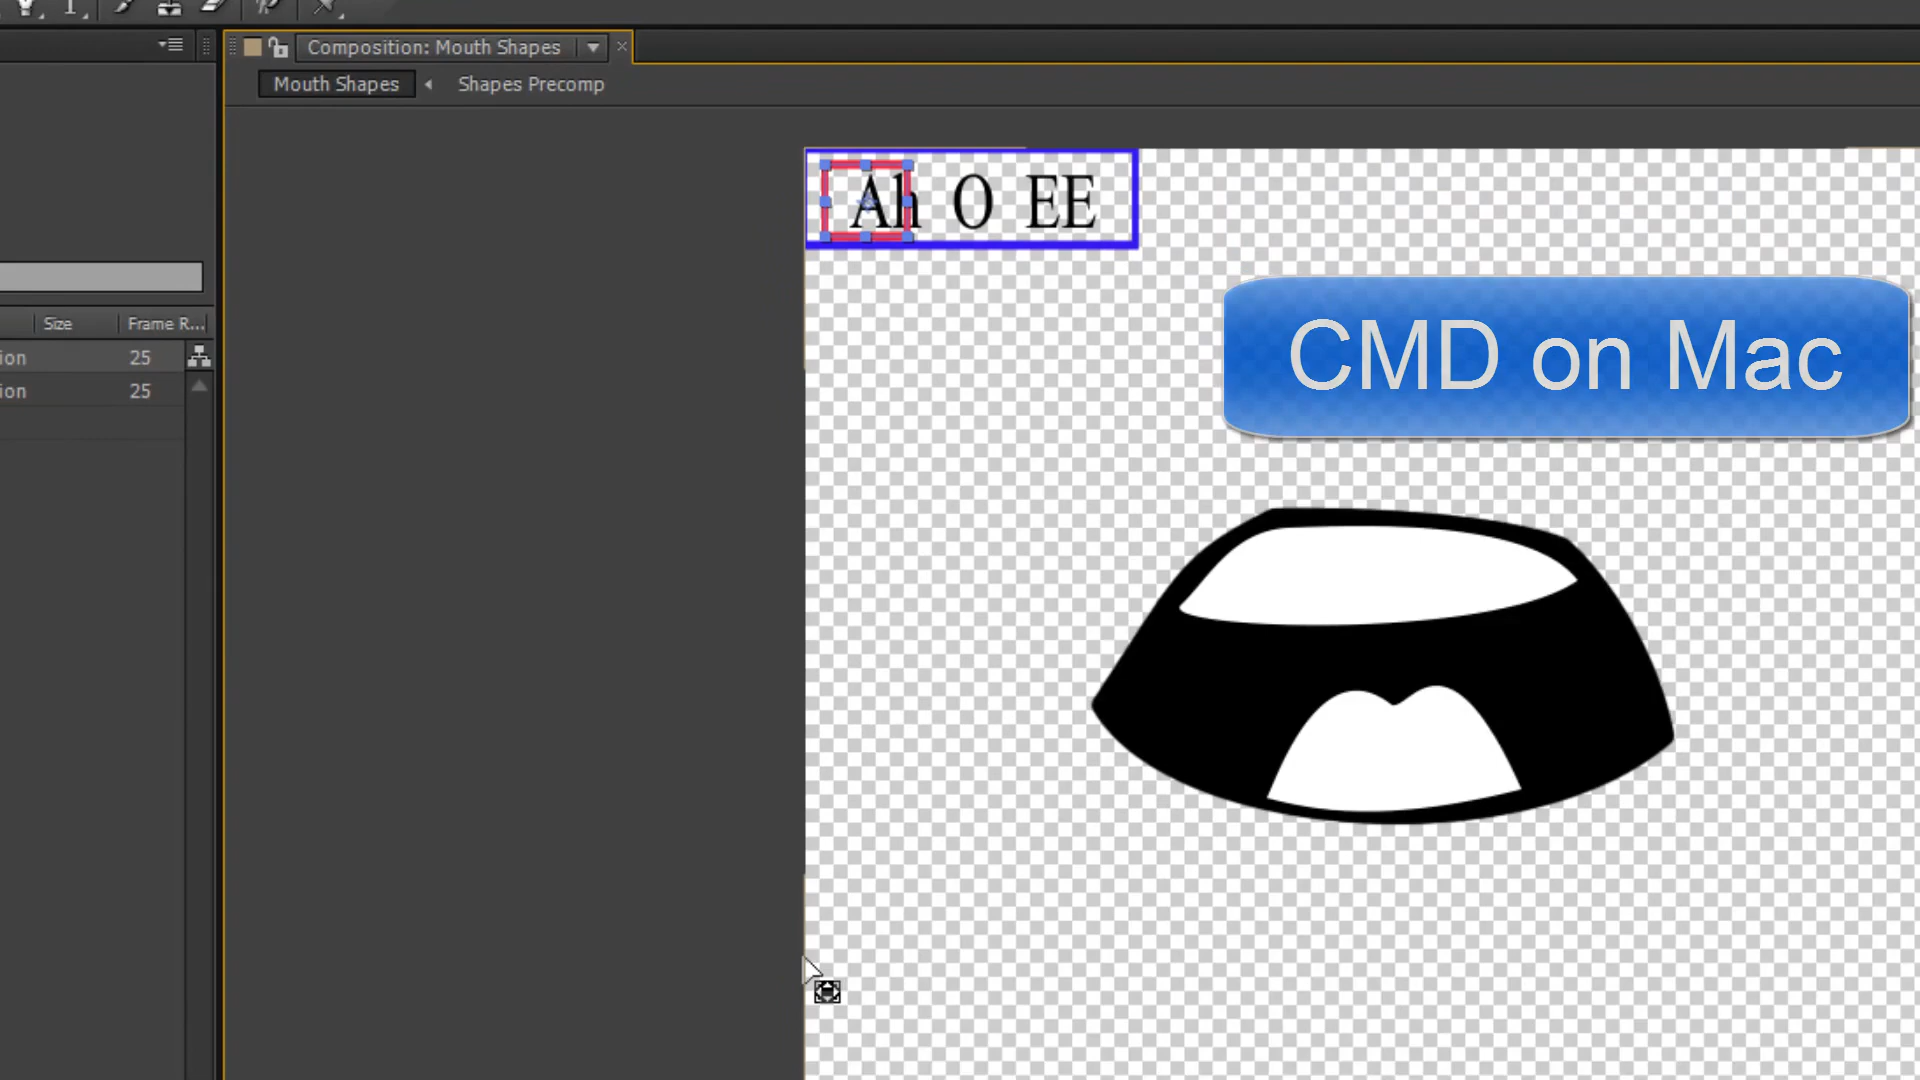 Composition: Mouth Shapes
Mouth Shapes
Shapes Precomp
Ah O EE
CMD on Mac
Size
Frame R...
ion
25
ion
25